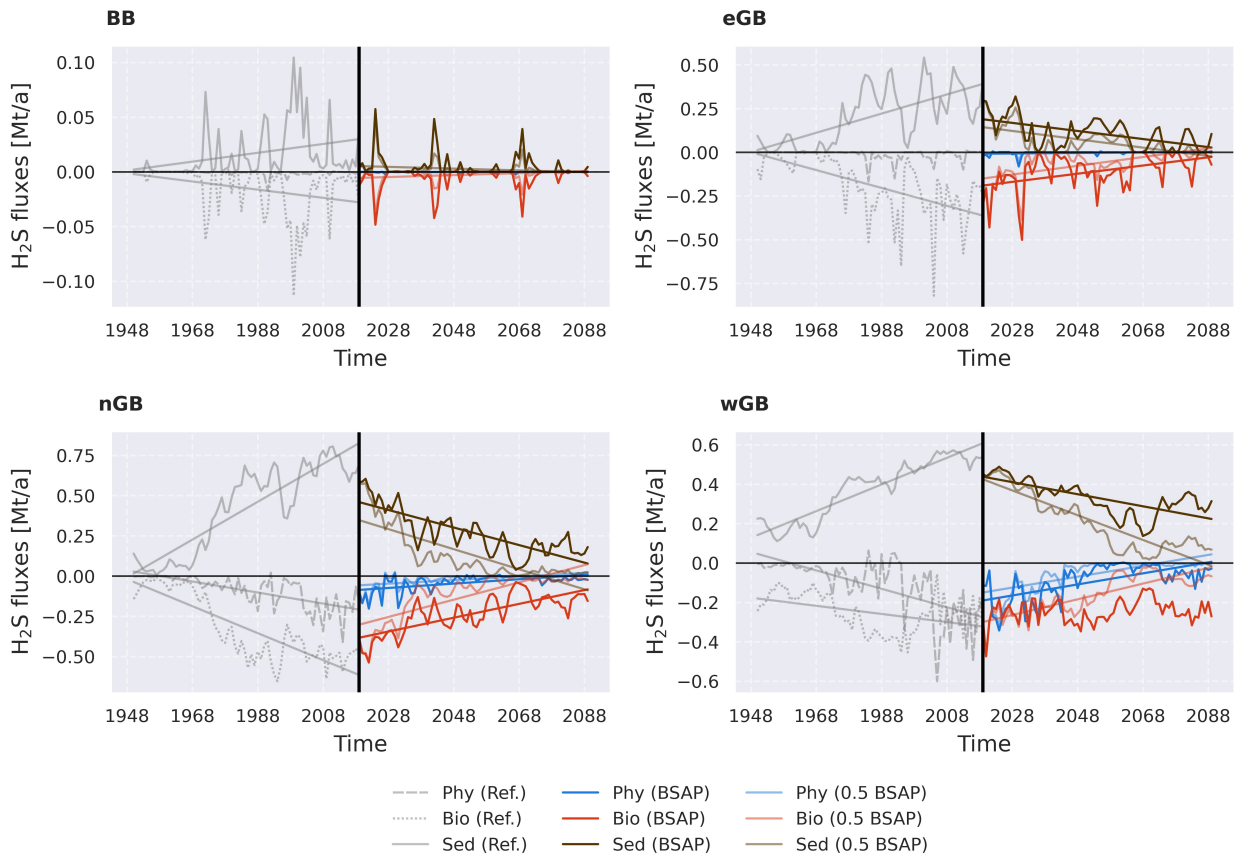 BB
eGB
H₂S fluxes [Mt/a]
0.10
0.05
0.00
−0.05
−0.10
1948 1968 1988 2008 2028 2048 2068 2088
Time
H₂S fluxes [Mt/a]
0.50
0.25
0.00
−0.25
−0.50
−0.75
1948 1968 1988 2008 2028 2048 2068 2088
Time
nGB
wGB
H₂S fluxes [Mt/a]
0.75
0.50
0.25
0.00
−0.25
−0.50
1948 1968 1988 2008 2028 2048 2068 2088
Time
H₂S fluxes [Mt/a]
0.6
0.4
0.2
0.0
−0.2
−0.4
−0.6
1948 1968 1988 2008 2028 2048 2068 2088
Time
Phy (Ref.) Phy (BSAP) Phy (0.5 BSAP)
Bio (Ref.) Bio (BSAP) Bio (0.5 BSAP)
Sed (Ref.) Sed (BSAP) Sed (0.5 BSAP)